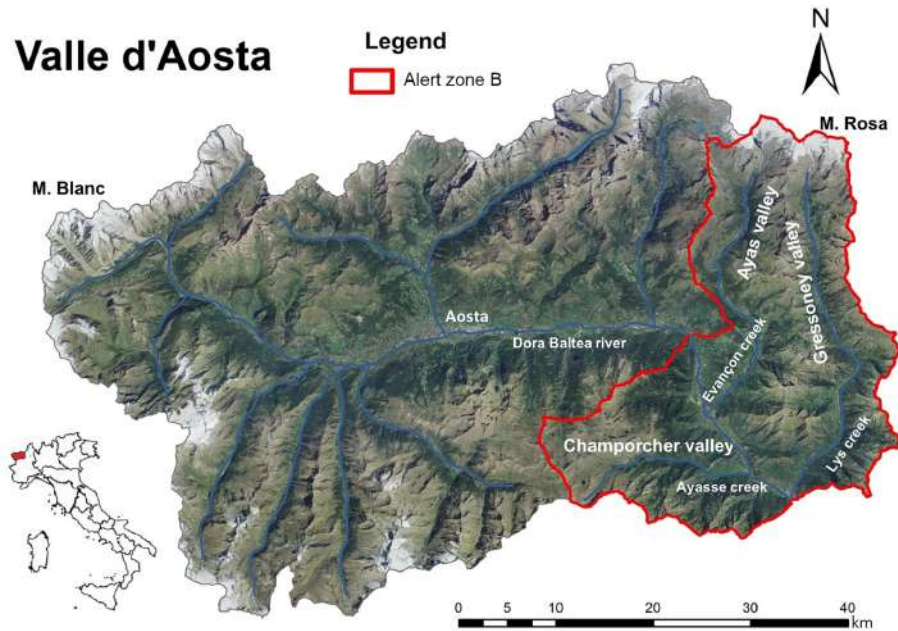 Valle d'Aosta
Legend
Alert zone B
N
M. Rosa
M. Blanc
Ayas valley
Gressoney valley
Aosta
Dora Baltea river
Evançon creek
Champorcher valley
Lys creek
Ayasse creek
0 5 10 20 30 40
km